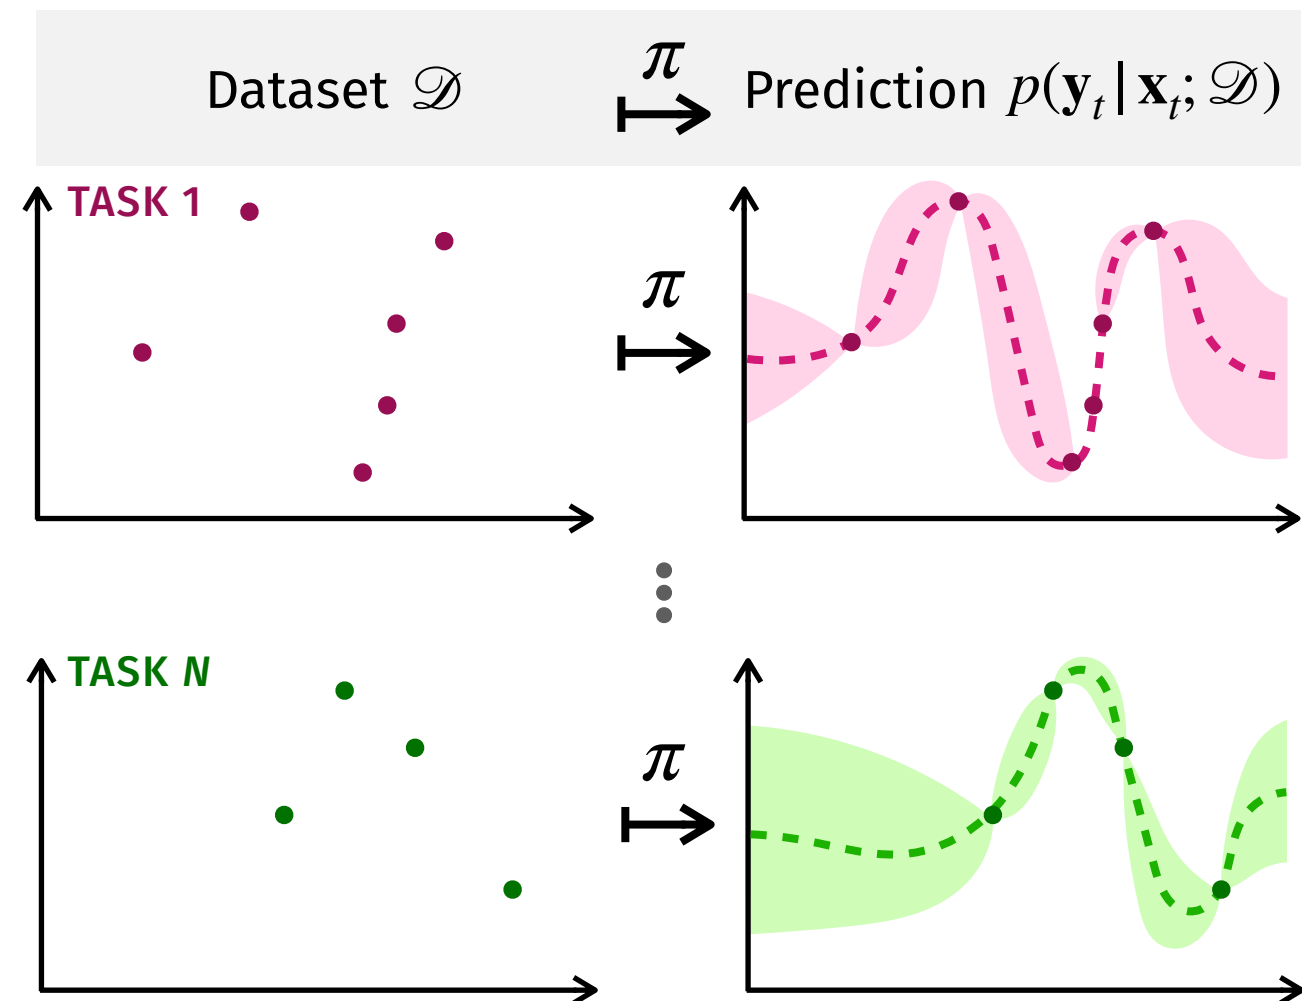 Dataset 𝒟 π Prediction p(𝐲ₜ | 𝐱ₜ; 𝒟)
TASK 1
π
TASK N
π